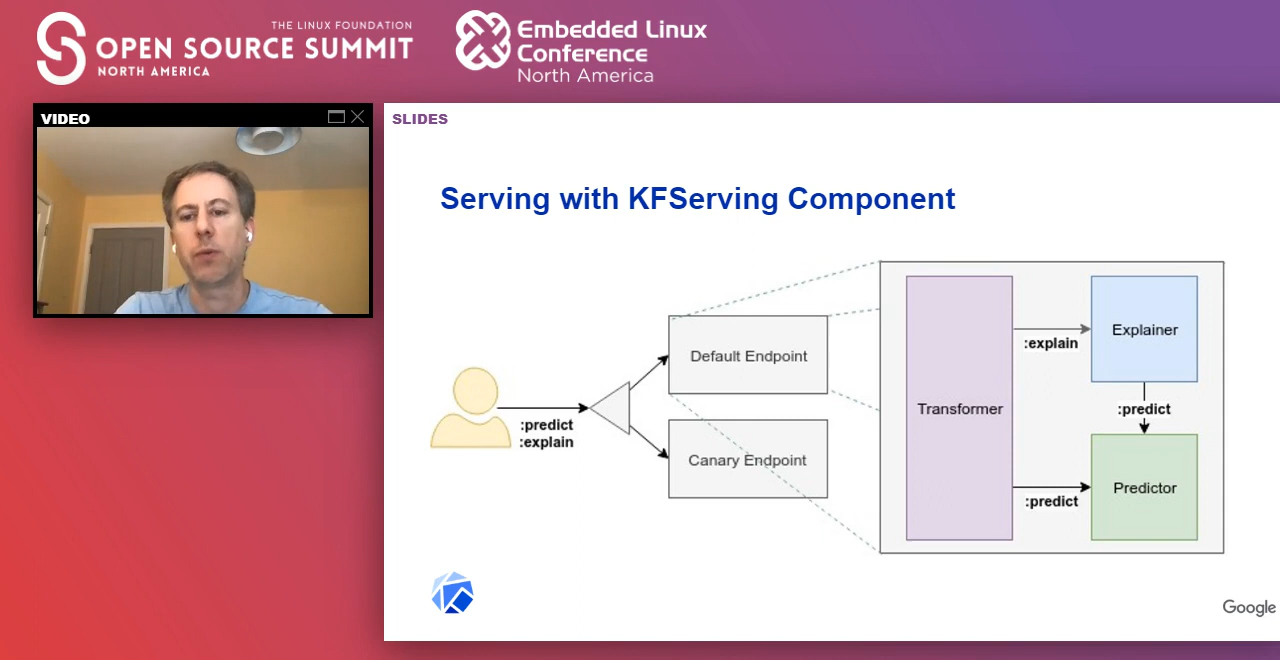 THE LINUX FOUNDATION
OPEN SOURCE SUMMIT
NORTH AMERICA
Embedded Linux
Conference
North America
VIDEO
SLIDES
Serving with KFServing Component
:predict
:explain
Default Endpoint
Canary Endpoint
Transformer
:explain
Explainer
:predict
:predict
Predictor
Google